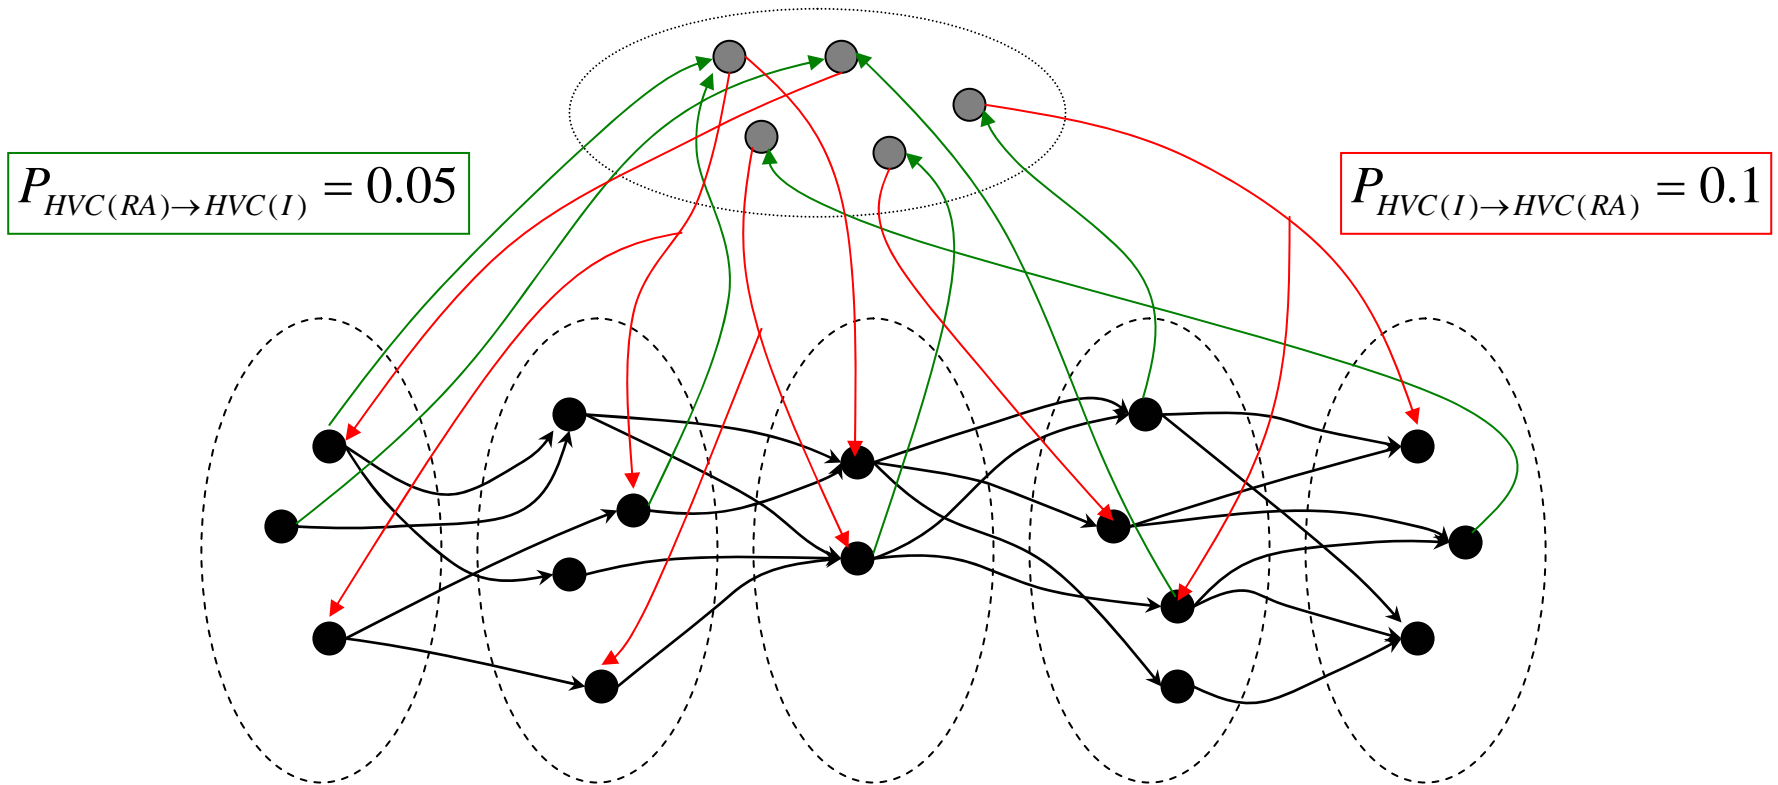 P_{HVC(RA)→HVC(I)} = 0.05
P_{HVC(I)→HVC(RA)} = 0.1